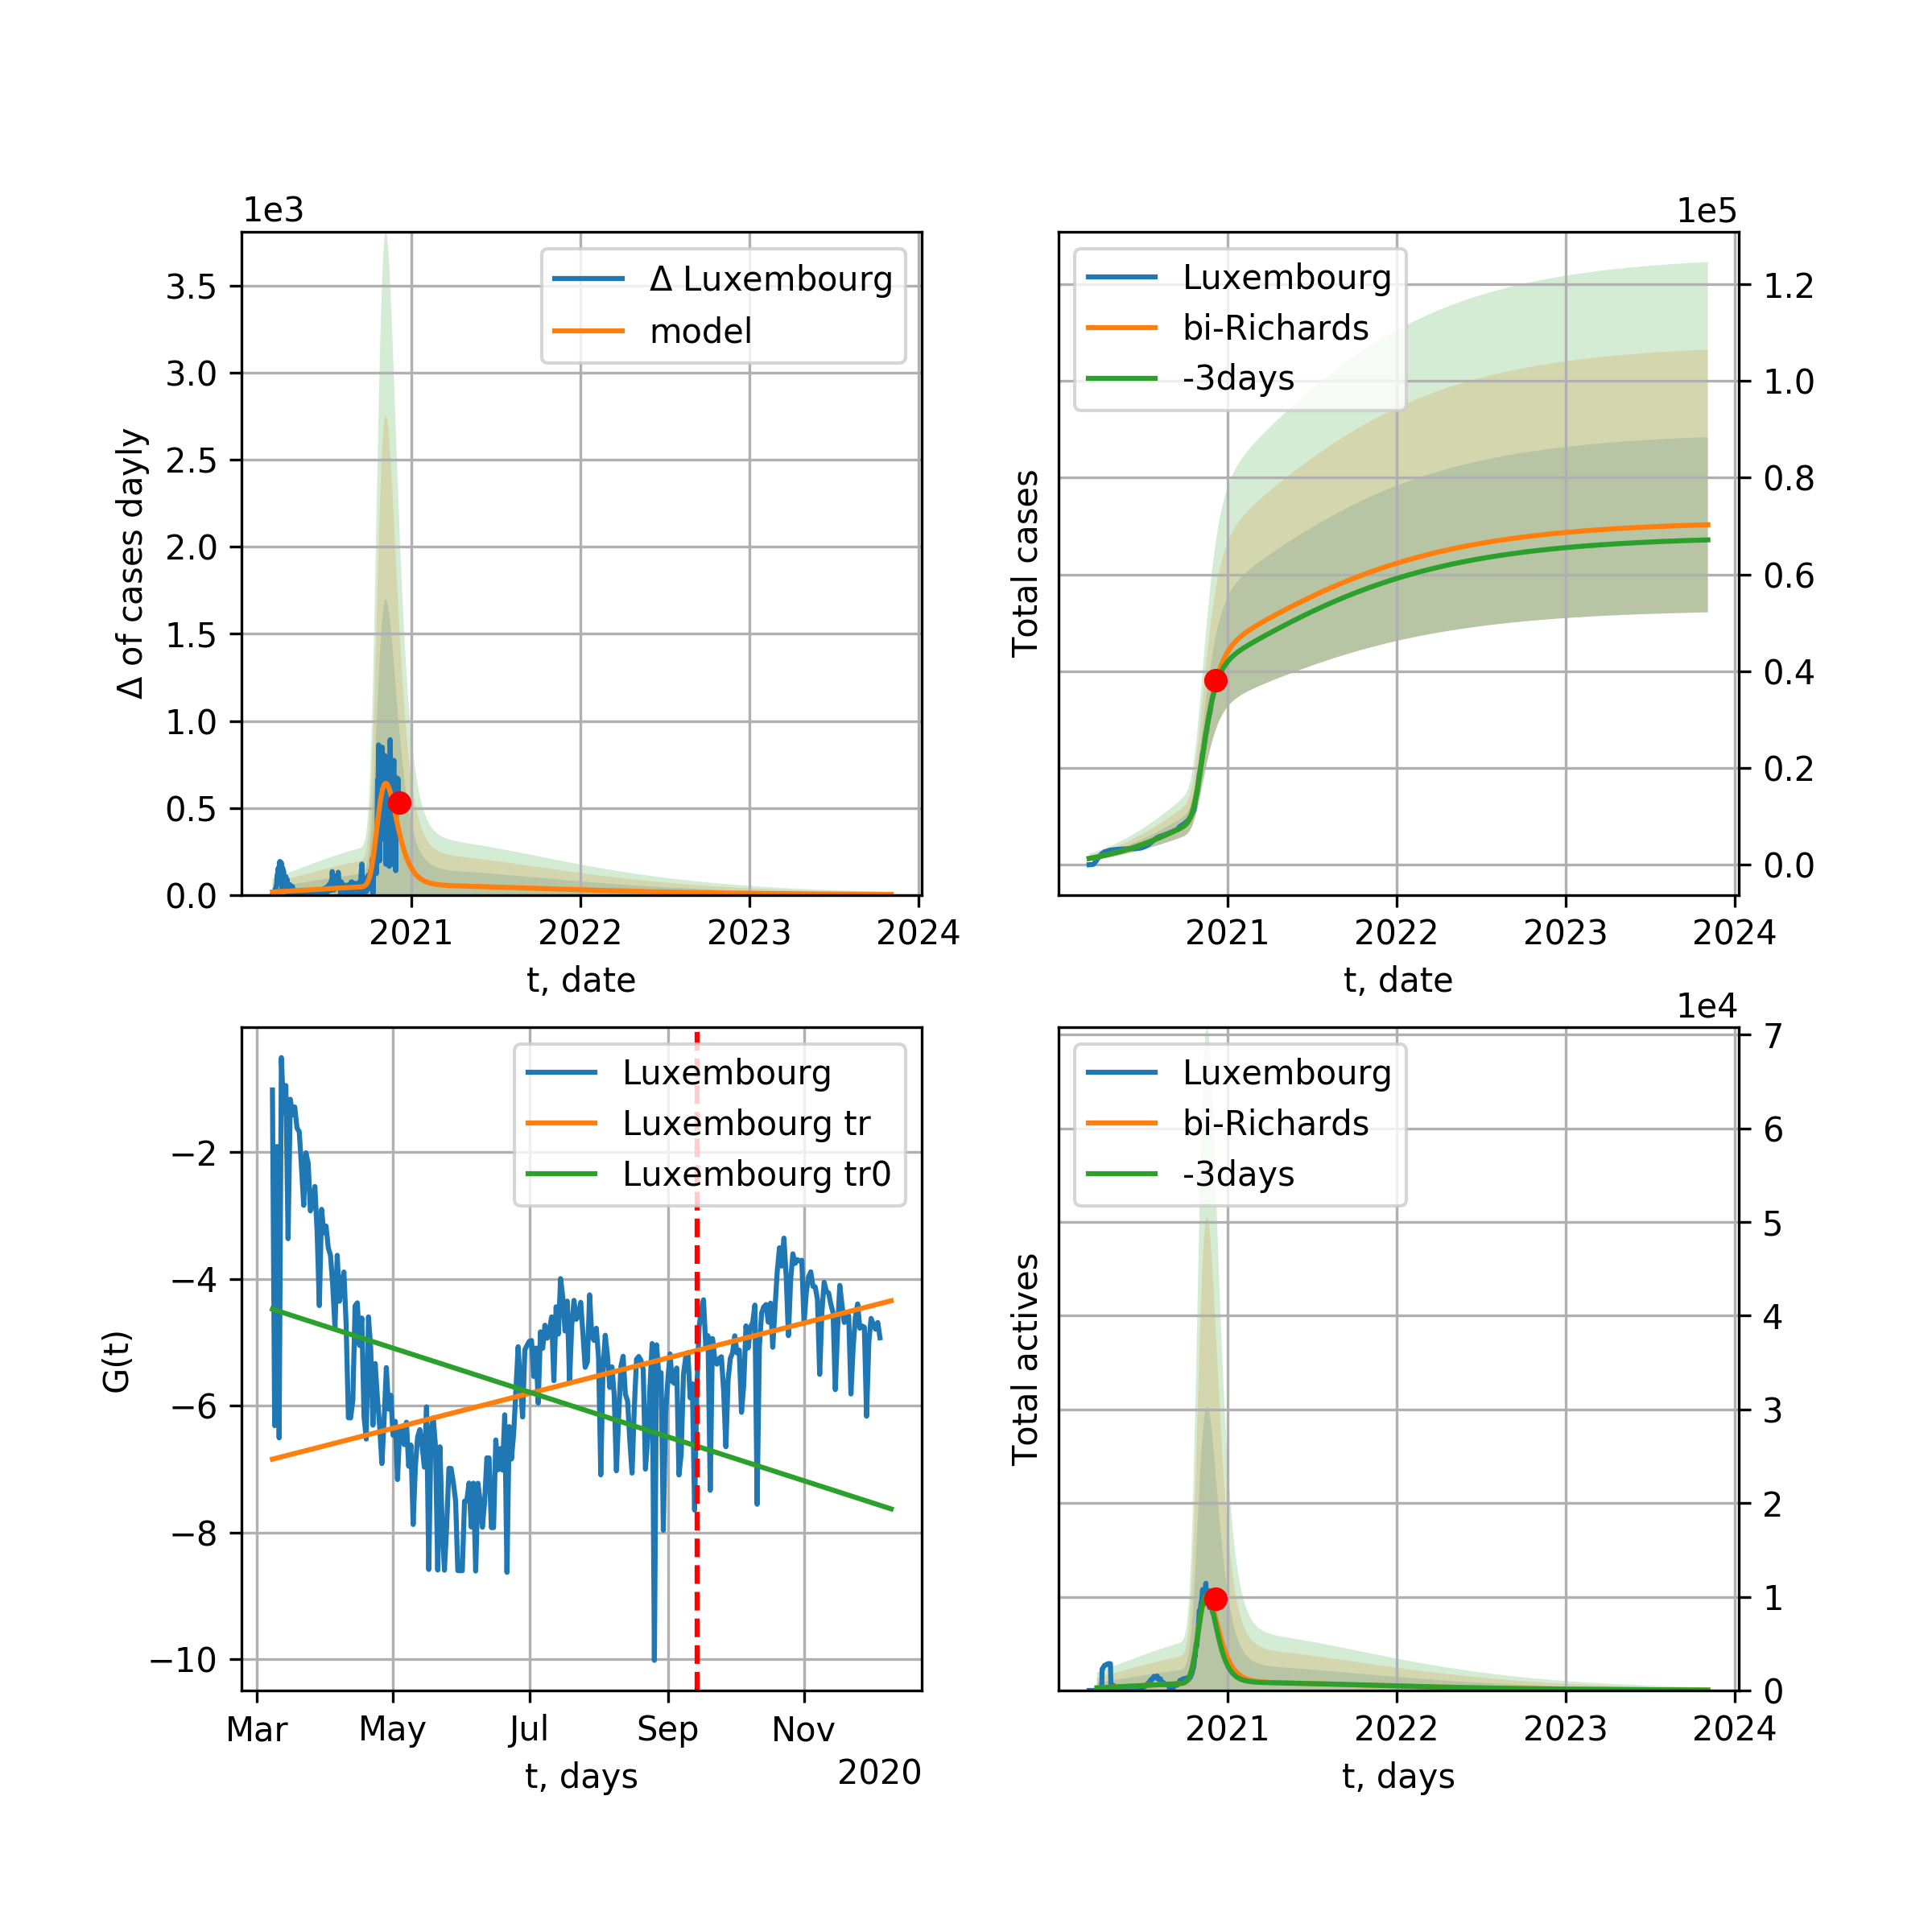 1e3
3.5
3.0
2.5
2.0
1.5
1.0
0.5
0.0
Δ of cases dayly
Δ Luxembourg
model
2021 2022 2023 2024
t, date
1e5
Luxembourg
bi-Richards
-3days
Total cases
1.2
1.0
0.8
0.6
0.4
0.2
0.0
2021 2022 2023 2024
t, date
Luxembourg
Luxembourg tr
Luxembourg tr0
G(t)
−2
−4
−6
−8
−10
Mar May Jul Sep Nov
2020
t, days
1e4
Luxembourg
bi-Richards
-3days
Total actives
7
6
5
4
3
2
1
0
2021 2022 2023 2024
t, days